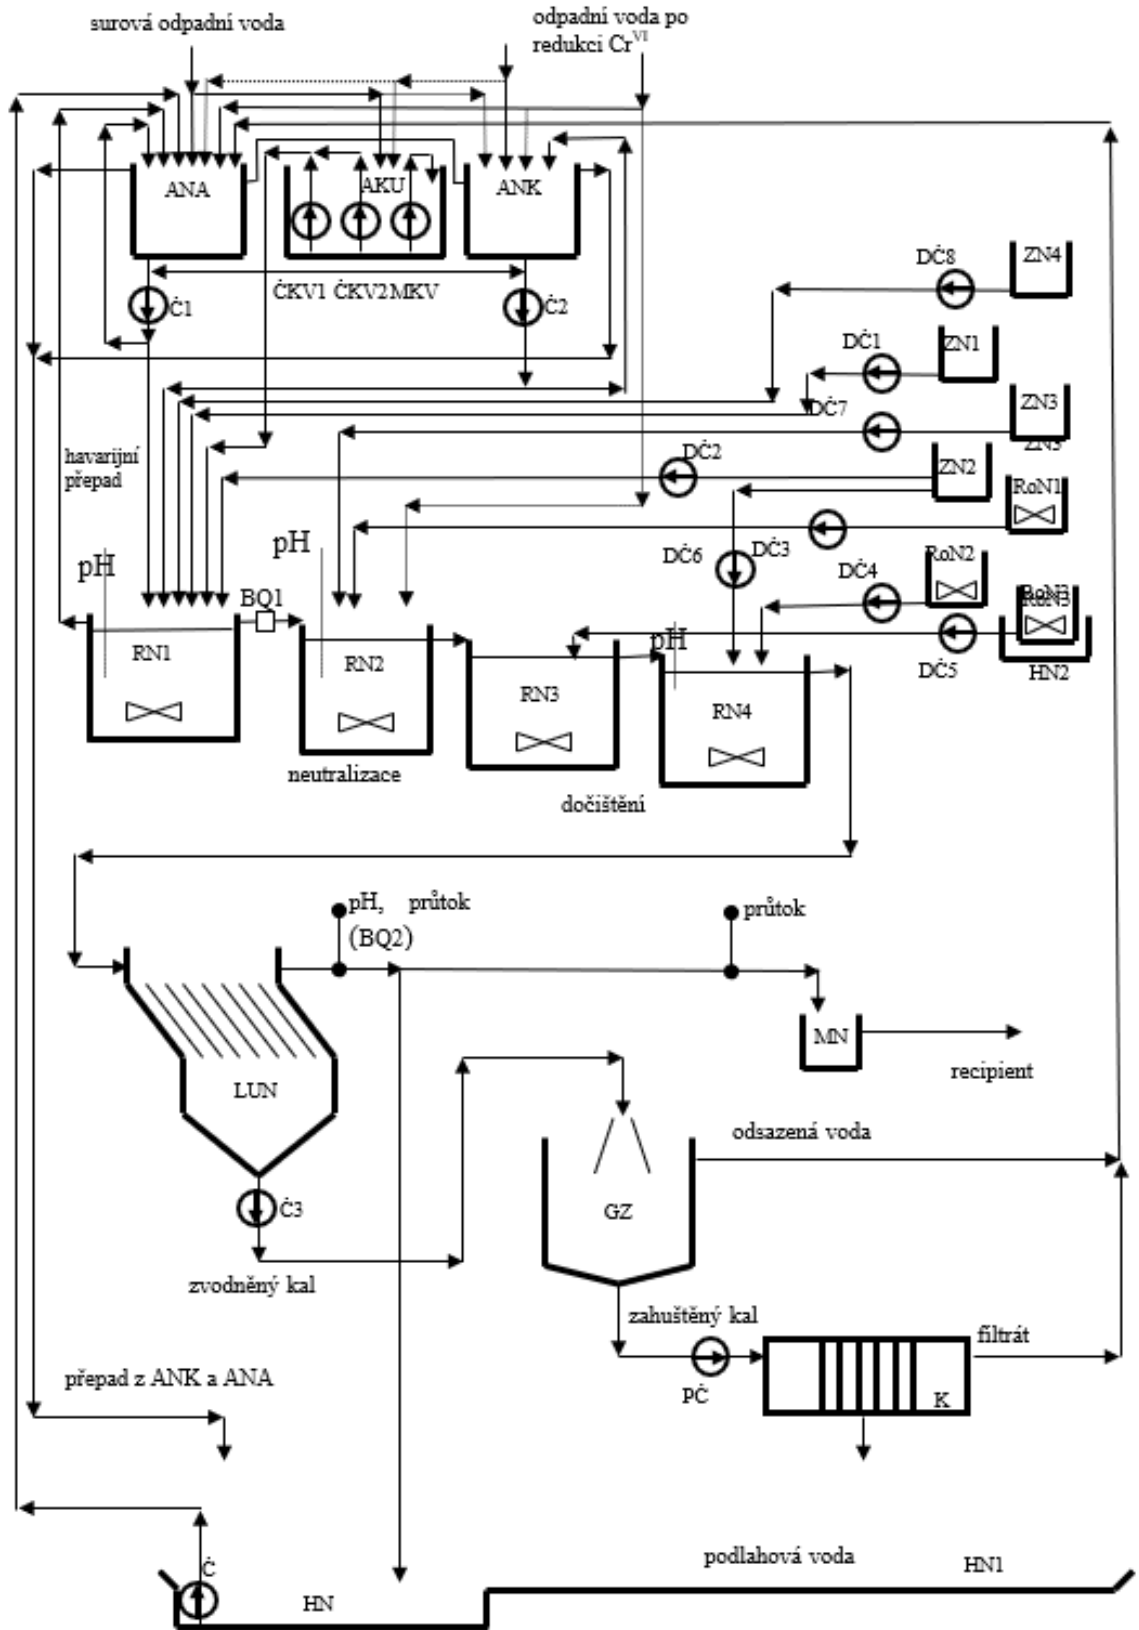 surová odpadní voda
odpadní voda po
redukci Cr^VI
ANA
AKU
ANK
ČKV1 ČKV2 MKV
Č1
Č2
DČ8
ZN4
DČ1
ZN1
DČ7
ZN3
ZN3
havarijní
přepad
DČ2
ZN2
RoN1
pH
pH
DČ6
DČ3
RoN2
DČ4
BQ1
RoN3
pH
RN1
RN2
RN3
RN4
DČ5
HN2
neutralizace
dočištění
pH, průtok
(BQ2)
průtok
MN
recipient
LUN
odsazená voda
Č3
GZ
zvodněný kal
zahuštěný kal
filtrát
PČ
K
přepad z ANK a ANA
Č
podlahová voda
HN1
HN